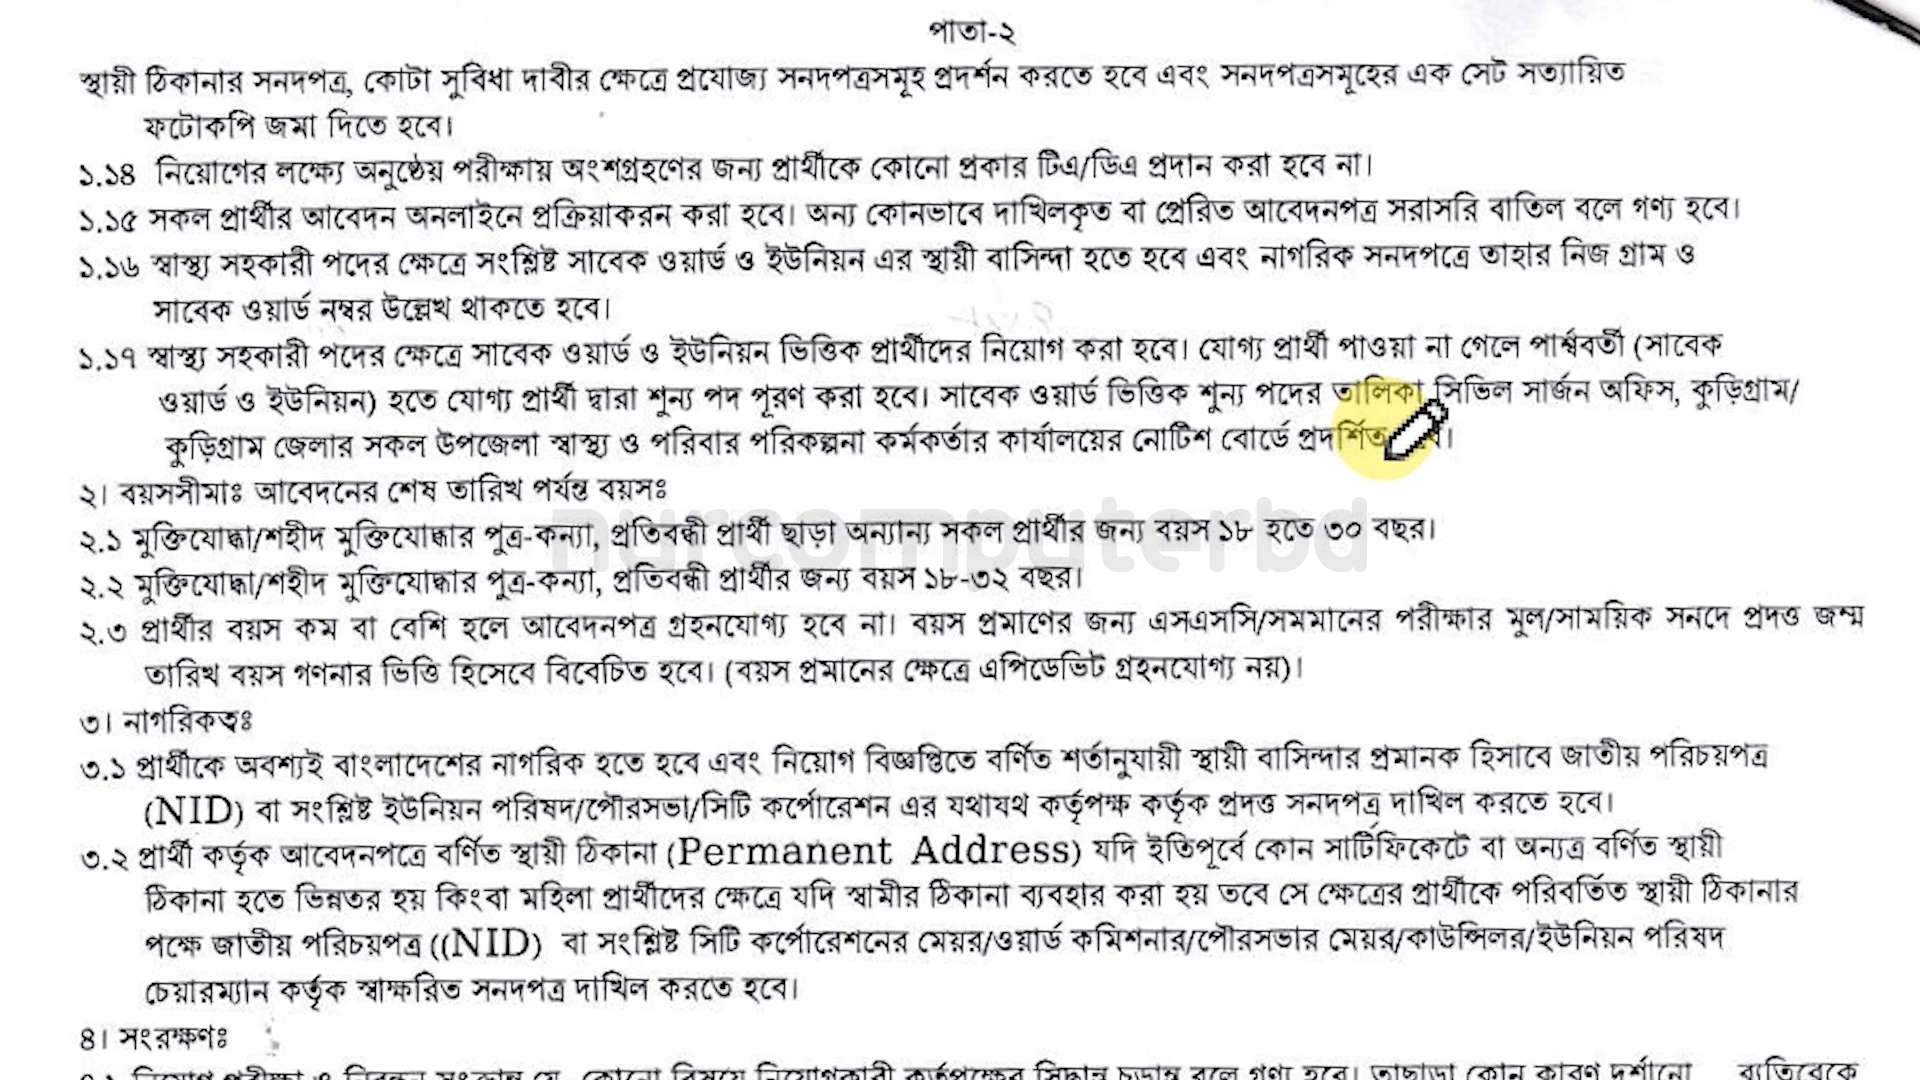 পাতা-২
স্থায়ী ঠিকানার সনদপত্র, কোটা সুবিধা দাবীর ক্ষেত্রে প্রযোজ্য সনদপত্রসমূহ প্রদর্শন করতে হবে এবং সনদপত্রসমূহের এক সেট সত্যায়িত
ফটোকপি জমা দিতে হবে।
১.১৪ নিয়োগের লক্ষ্যে অনুষ্ঠেয় পরীক্ষায় অংশগ্রহণের জন্য প্রার্থীকে কোনো প্রকার টিএ/ডিএ প্রদান করা হবে না।
১.১৫ সকল প্রার্থীর আবেদন অনলাইনে প্রক্রিয়াকরন করা হবে। অন্য কোনভাবে দাখিলকৃত বা প্রেরিত আবেদনপত্র সরাসরি বাতিল বলে গণ্য হবে।
১.১৬ স্বাস্থ্য সহকারী পদের ক্ষেত্রে সংশ্লিষ্ট সাবেক ওয়ার্ড ও ইউনিয়ন এর স্থায়ী বাসিন্দা হতে হবে এবং নাগরিক সনদপত্রে তাহার নিজ গ্রাম ও
সাবেক ওয়ার্ড নম্বর উল্লেখ থাকতে হবে।
১.১৭ স্বাস্থ্য সহকারী পদের ক্ষেত্রে সাবেক ওয়ার্ড ও ইউনিয়ন ভিত্তিক প্রার্থীদের নিয়োগ করা হবে। যোগ্য প্রার্থী পাওয়া না গেলে পার্শ্ববর্তী (সাবেক
ওয়ার্ড ও ইউনিয়ন) হতে যোগ্য প্রার্থী দ্বারা শুন্য পদ পূরণ করা হবে। সাবেক ওয়ার্ড ভিত্তিক শুন্য পদের তালিকা সিভিল সার্জন অফিস, কুড়িগ্রাম/
কুড়িগ্রাম জেলার সকল উপজেলা স্বাস্থ্য ও পরিবার পরিকল্পনা কর্মকর্তার কার্যালয়ের নোটিশ বোর্ডে প্রদর্শিত
২। বয়সসীমাঃ আবেদনের শেষ তারিখ পর্যন্ত বয়সঃ
nurcomputerbd
২.১ মুক্তিযোদ্ধা/শহীদ মুক্তিযোদ্ধার পুত্র-কন্যা, প্রতিবন্ধী প্রার্থী ছাড়া অন্যান্য সকল প্রার্থীর জন্য বয়স ১৮ হতে ৩০ বছর।
২.২ মুক্তিযোদ্ধা/শহীদ মুক্তিযোদ্ধার পুত্র-কন্যা, প্রতিবন্ধী প্রার্থীর জন্য বয়স ১৮-৩২ বছর।
২.৩ প্রার্থীর বয়স কম বা বেশি হলে আবেদনপত্র গ্রহনযোগ্য হবে না। বয়স প্রমাণের জন্য এসএসসি/সমমানের পরীক্ষার মুল/সাময়িক সনদে প্রদত্ত জম্ম
তারিখ বয়স গণনার ভিত্তি হিসেবে বিবেচিত হবে। (বয়স প্রমানের ক্ষেত্রে এপিডেভিট গ্রহনযোগ্য নয়)।
৩। নাগরিকত্বঃ
৩.১ প্রার্থীকে অবশ্যই বাংলাদেশের নাগরিক হতে হবে এবং নিয়োগ বিজ্ঞপ্তিতে বর্ণিত শর্তানুযায়ী স্থায়ী বাসিন্দার প্রমানক হিসাবে জাতীয় পরিচয়পত্র
(NID) বা সংশ্লিষ্ট ইউনিয়ন পরিষদ/পৌরসভা/সিটি কর্পোরেশন এর যথাযথ কর্তৃপক্ষ কর্তৃক প্রদত্ত সনদপত্র দাখিল করতে হবে।
৩.২ প্রার্থী কর্তৃক আবেদনপত্রে বর্ণিত স্থায়ী ঠিকানা (Permanent Address) যদি ইতিপূর্বে কোন সার্টিফিকেটে বা অন্যত্র বর্ণিত স্থায়ী
ঠিকানা হতে ভিন্নতর হয় কিংবা মহিলা প্রার্থীদের ক্ষেত্রে যদি স্বামীর ঠিকানা ব্যবহার করা হয় তবে সে ক্ষেত্রের প্রার্থীকে পরিবর্তিত স্থায়ী ঠিকানার
পক্ষে জাতীয় পরিচয়পত্র ((NID) বা সংশ্লিষ্ট সিটি কর্পোরেশনের মেয়র/ওয়ার্ড কমিশনার/পৌরসভার মেয়র/কাউন্সিলর/ইউনিয়ন পরিষদ
চেয়ারম্যান কর্তৃক স্বাক্ষরিত সনদপত্র দাখিল করতে হবে।
৪। সংরক্ষণঃ